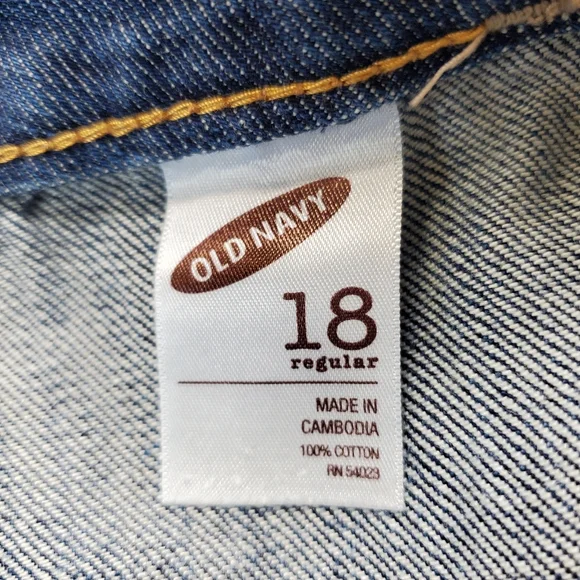 OLD NAVY
18
regular
MADE IN
CAMBODIA
100% COTTON
RN 54023